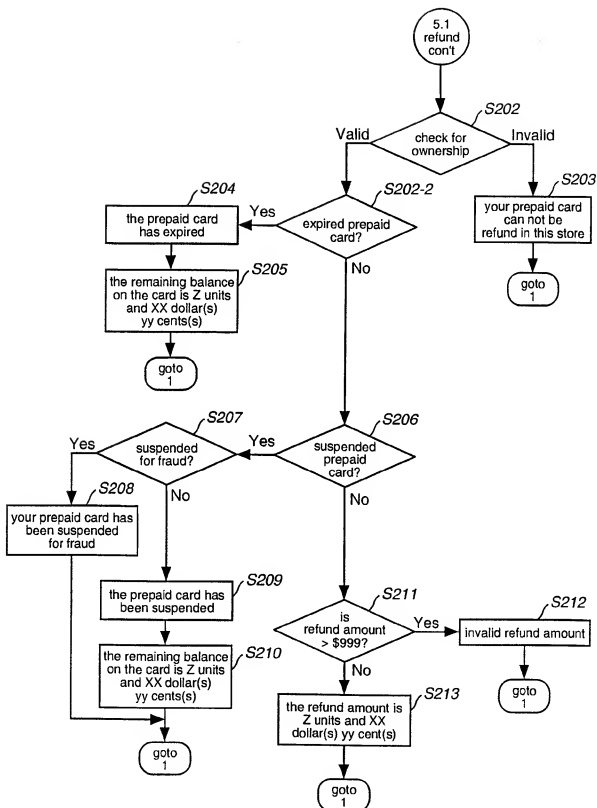 5.1
refund
con't
S202
Valid
check for
ownership
Invalid
S203
your prepaid card
can not be
refund in this store
goto
1
S202-2
expired prepaid
card?
Yes
No
S204
the prepaid card
has expired
S205
the remaining balance
on the card is Z units
and XX dollar(s)
yy cents(s)
goto
1
S206
suspended
prepaid
card?
Yes
No
S207
suspended
for fraud?
Yes
No
S208
your prepaid card has
been suspended
for fraud
S209
the prepaid card has
been suspended
S210
the remaining balance
on the card is Z units
and XX dollar(s)
yy cents(s)
goto
1
S211
is
refund amount
> $999?
Yes
No
S212
invalid refund amount
goto
1
S213
the refund amount is
Z units and XX
dollar(s) yy cent(s)
goto
1